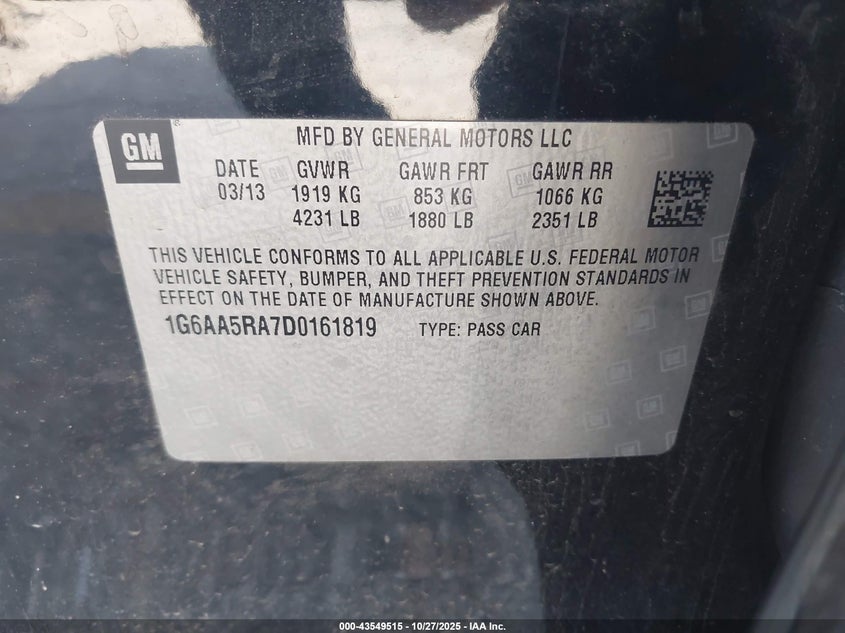 GM
MFD BY GENERAL MOTORS LLC
DATE GVWR GAWR FRT GAWR RR
03/13 1919 KG 853 KG 1066 KG
4231 LB 1880 LB 2351 LB
THIS VEHICLE CONFORMS TO ALL APPLICABLE U.S. FEDERAL MOTOR
VEHICLE SAFETY, BUMPER, AND THEFT PREVENTION STANDARDS IN
EFFECT ON THE DATE OF MANUFACTURE SHOWN ABOVE.
1G6AA5RA7D0161819 TYPE: PASS CAR
000-43549515 - 10/27/2025 - IAA Inc.